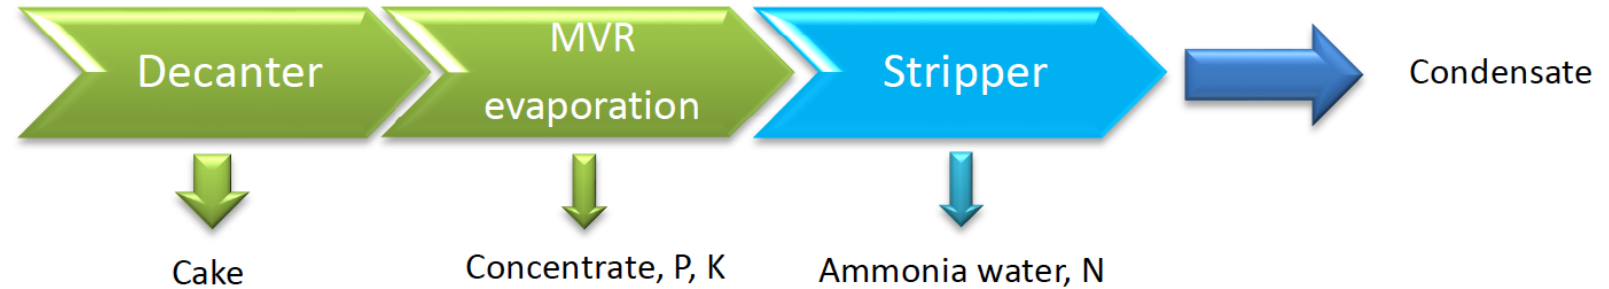 Decanter
MVR
evaporation
Stripper
Condensate
Cake
Concentrate, P, K
Ammonia water, N